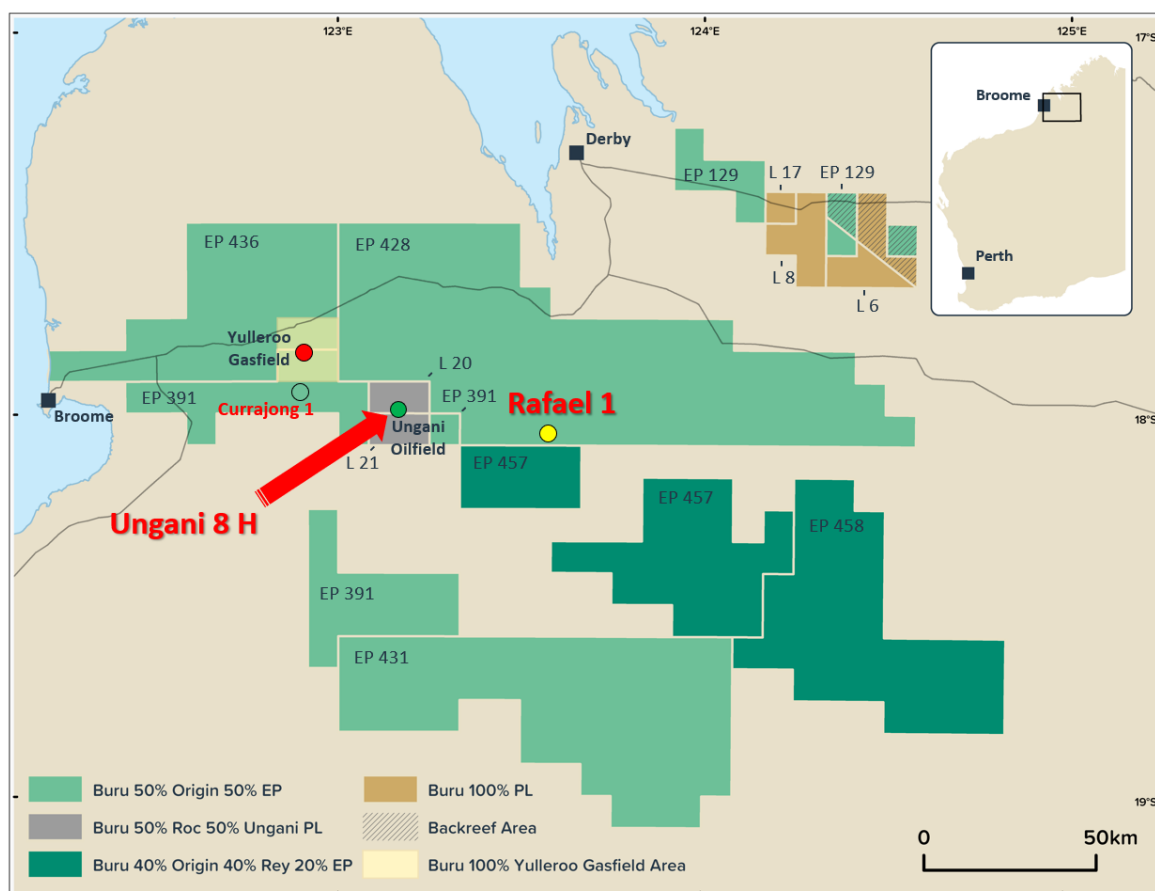 123°E
124°E
125°E
17°S
Broome
Perth
Derby
EP 129
L 17
EP 129
L 8
L 6
EP 436
EP 428
Yulleroo
Gasfield
L 20
EP 391
EP 391
Currajong 1
Rafael 1
Broome
18°S
Ungani
Oilfield
L 21
EP 457
Ungani 8 H
EP 457
EP 458
EP 391
EP 431
19°S
Buru 50% Origin 50% EP
Buru 50% Roc 50% Ungani PL
Buru 40% Origin 40% Rey 20% EP
Buru 100% PL
Backreef Area
Buru 100% Yulleroo Gasfield Area
0 50km